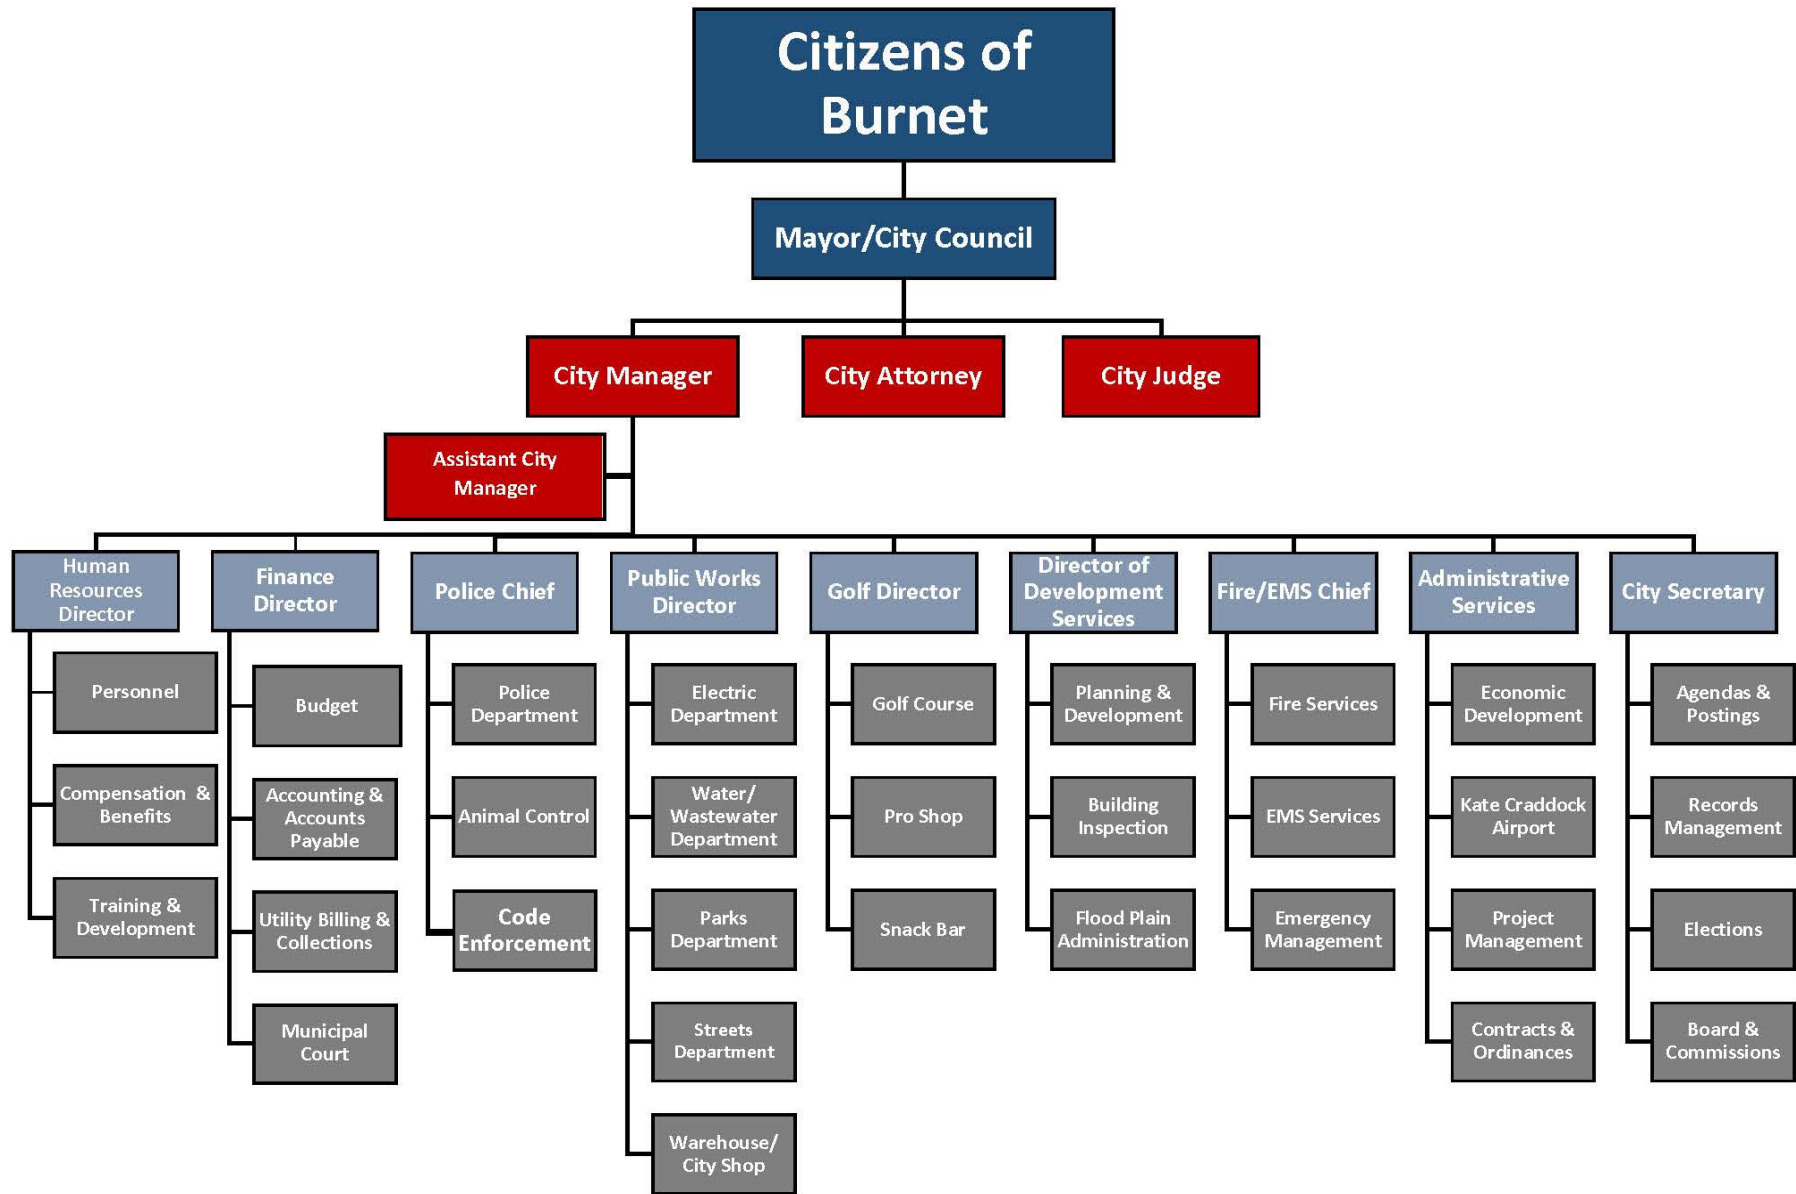 Citizens of
Burnet
Mayor/City Council
City Manager
City Attorney
City Judge
Assistant City
Manager
Human
Resources
Director
Finance
Director
Police Chief
Public Works
Director
Golf Director
Director of
Development
Services
Fire/EMS Chief
Administrative
Services
City Secretary
Personnel
Compensation & 
Benefits
Training &
Development
Budget
Accounting &
Accounts
Payable
Utility Billing &
Collections
Municipal
Court
Police
Department
Animal Control
Code
Enforcement
Electric
Department
Water/
Wastewater
Department
Parks
Department
Streets
Department
Warehouse/
City Shop
Golf Course
Pro Shop
Snack Bar
Planning &
Development
Building
Inspection
Flood Plain
Administration
Fire Services
EMS Services
Emergency
Management
Economic
Development
Kate Craddock
Airport
Project
Management
Contracts &
Ordinances
Agendas &
Postings
Records
Management
Elections
Board &
Commissions